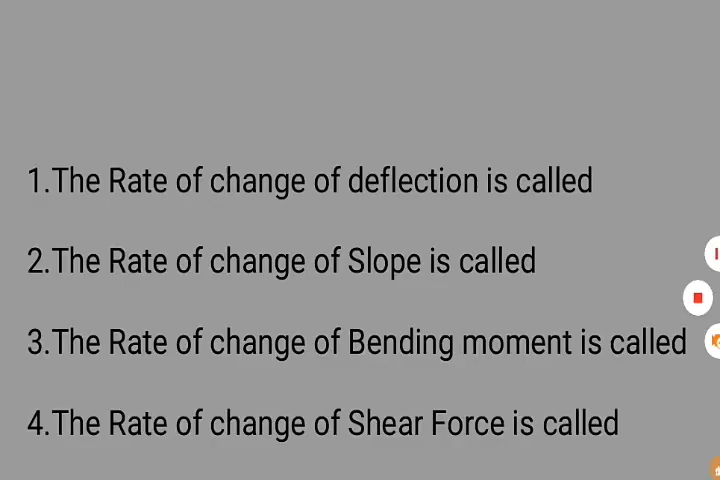 1.The Rate of change of deflection is called
2.The Rate of change of Slope is called
3.The Rate of change of Bending moment is called
4.The Rate of change of Shear Force is called